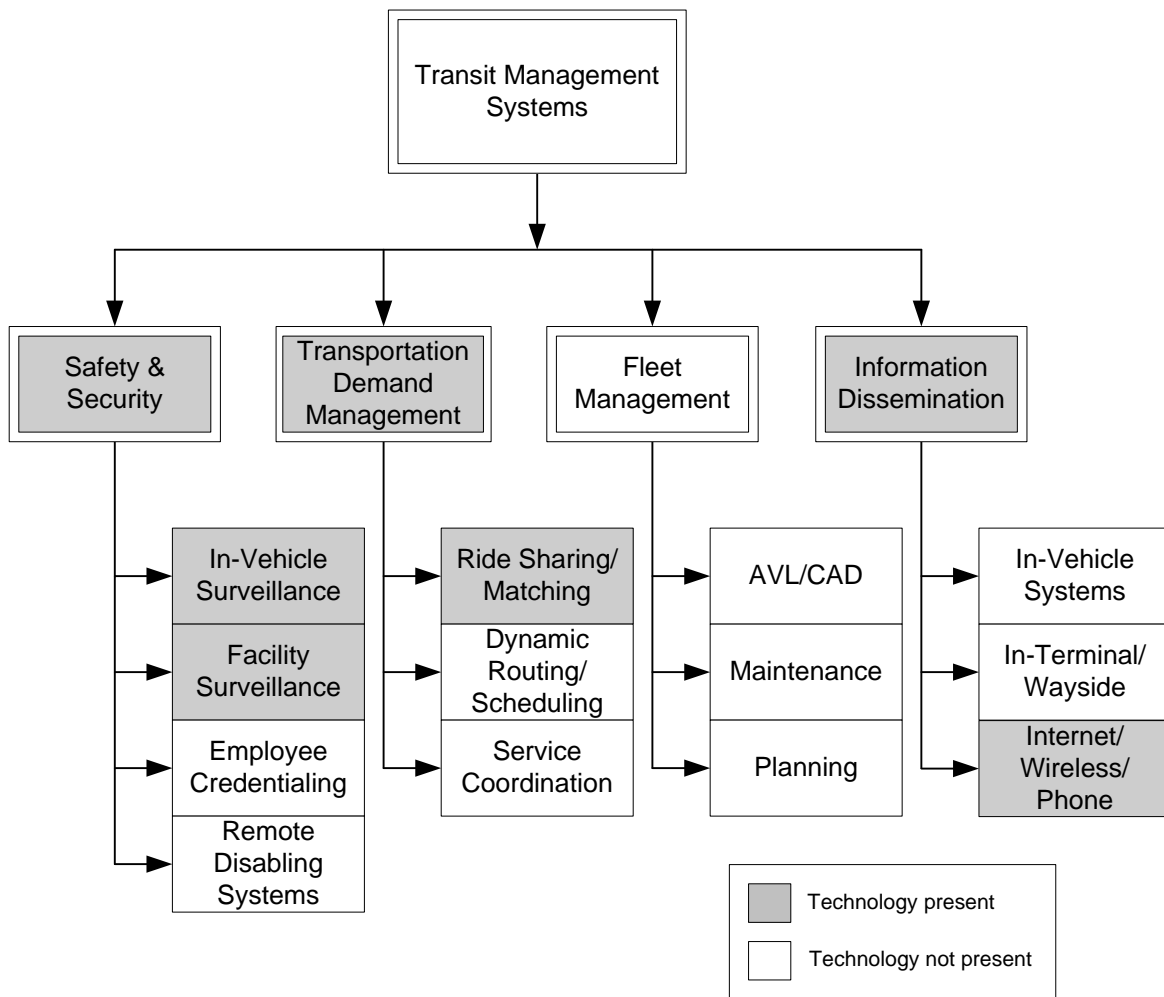 Transit Management
Systems
Safety &
Security
Transportation
Demand
Management
Fleet
Management
Information
Dissemination
In-Vehicle
Surveillance
Facility
Surveillance
Employee
Credentialing
Remote
Disabling
Systems
Ride Sharing/
Matching
Dynamic
Routing/
Scheduling
Service
Coordination
AVL/CAD
Maintenance
Planning
In-Vehicle
Systems
In-Terminal/
Wayside
Internet/
Wireless/
Phone
Technology present
Technology not present